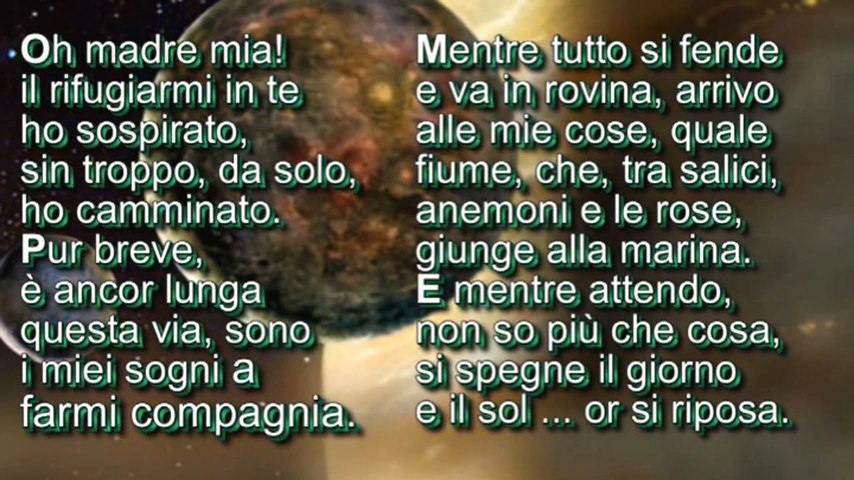 Oh madre mia!
il rifugiarmi in te
ho sospirato,
sin troppo, da solo,
ho camminato.
Pur breve,
è ancor lunga
questa via, sono
i miei sogni a
farmi compagnia.
Mentre tutto si fende
e va in rovina, arrivo
alle mie cose, quale
fiume, che, tra salici,
anemoni e le rose,
giunge alla marina.
E mentre attendo,
non so più che cosa,
si spegne il giorno
e il sol ... or si riposa.